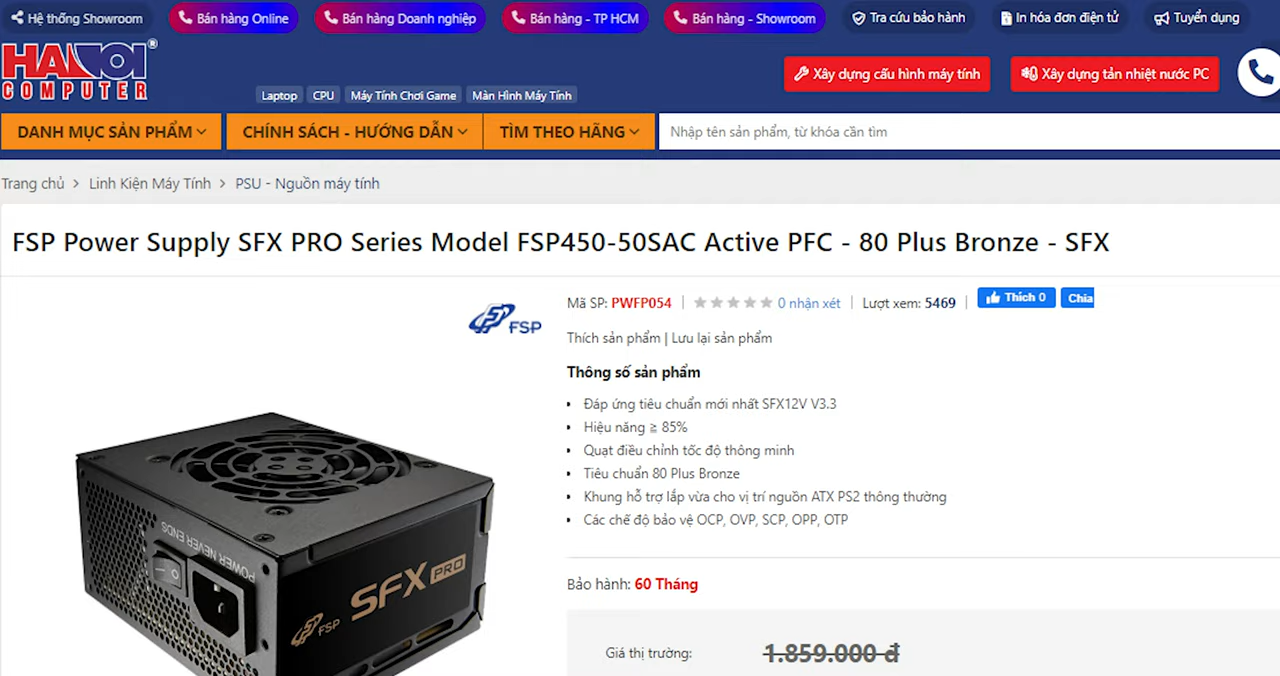 Hệ thống Showroom
Bán hàng Online
Bán hàng Doanh nghiệp
Bán hàng - TP HCM
Bán hàng - Showroom
Tra cứu bảo hành
In hóa đơn điện tử
Tuyển dụng
HANOI
COMPUTER
®
Laptop
CPU
Máy Tính Chơi Game
Màn Hình Máy Tính
Xây dựng cấu hình máy tính
Xây dựng tản nhiệt nước PC
DANH MỤC SẢN PHẨM
CHÍNH SÁCH - HƯỚNG DẪN
TÌM THEO HÃNG
Nhập tên sản phẩm, từ khóa cần tìm
Trang chủ > Linh Kiện Máy Tính > PSU - Nguồn máy tính
FSP Power Supply SFX PRO Series Model FSP450-50SAC Active PFC - 80 Plus Bronze - SFX
FSP
Mã SP: PWFP054 | ★★★★★ 0 nhận xét | Lượt xem: 5469 |
Thích 0
Chia
Thích sản phẩm | Lưu lại sản phẩm
Thông số sản phẩm
• Đáp ứng tiêu chuẩn mới nhất SFX12V V3.3
• Hiệu năng ≧ 85%
• Quạt điều chỉnh tốc độ thông minh
• Tiêu chuẩn 80 Plus Bronze
• Khung hỗ trợ lắp vừa cho vị trí nguồn ATX PS2 thông thường
• Các chế độ bảo vệ OCP, OVP, SCP, OPP, OTP
POWER NEVER ENDS
SFX PRO
FSP
Bảo hành: 60 Tháng
Giá thị trường: 1.859.000 đ